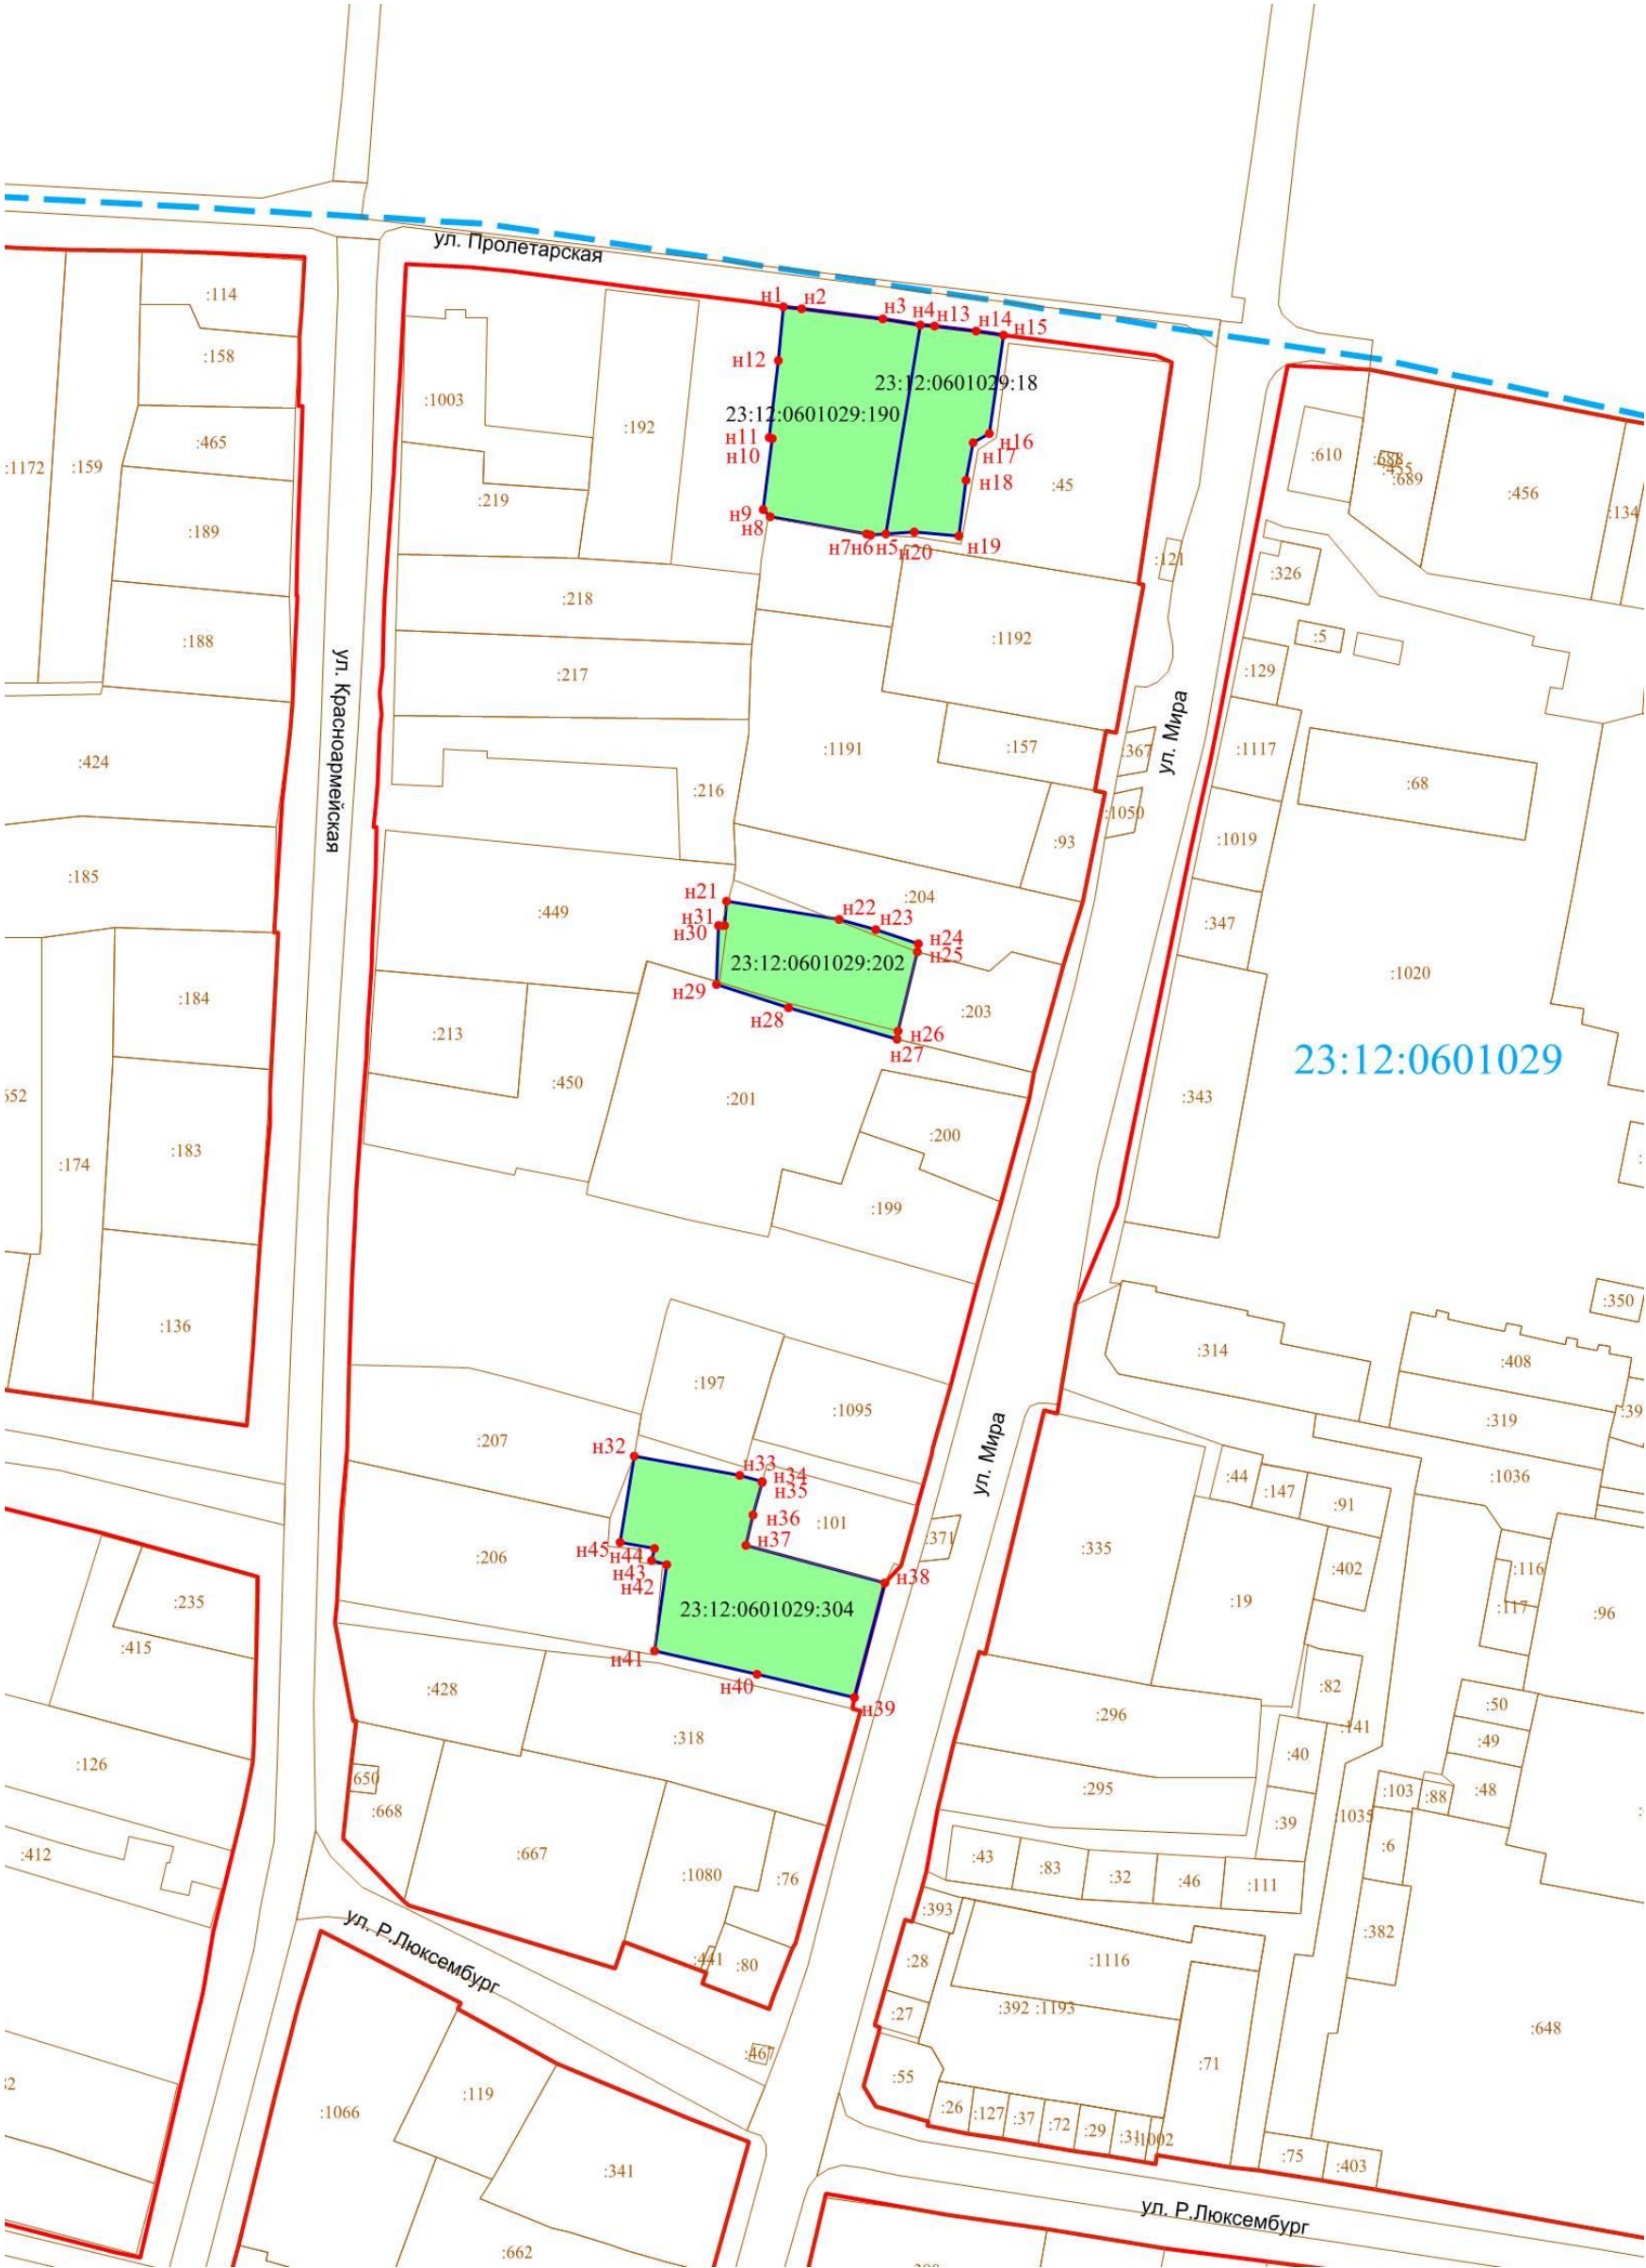 ул. Пролетарская
:114
:158
:465
:1172
:159
:189
:188
:424
:185
:184
:183
:174
:136
:1003
:192
:219
:218
:217
:216
:449
:213
:450
н1
н2
н3
н4
н13
н14
н15
н12
23:12:0601029:18
23:12:0601029:190
н11
н10
н16
н17
н18
н9
н8
н7
н6
н5
н20
н19
:45
:121
:1192
:1191
:157
:367
:1050
:93
ул. Красноармейская
ул. Мира
:610
:688
:455
:689
:456
:134
:326
:5
:129
:1117
:68
:1019
:347
:1020
23:12:0601029
:343
н21
н22
н23
н24
н25
н31
н30
:204
23:12:0601029:202
н29
н28
н26
н27
:203
:201
:200
:199
:350
:314
:408
:319
:1036
:197
:1095
:207
н32
н33
н34
н35
н36
н37
:101
:371
н45
н44
н43
н42
н38
23:12:0601029:304
:206
н41
н40
н39
ул. Мира
:44
:147
:91
:335
:402
:19
:116
:117
:96
:82
:141
:296
:40
:295
:39
:1035
:50
:49
:48
:103
:88
:6
:235
:415
:126
:412
:428
:318
650
:668
:667
:1080
:76
:441
:80
:43
:83
:32
:46
:111
:393
:28
:27
:1116
:392 :1193
:382
:648
:71
:55
:26
:127
:37
:72
:29
:31
:1002
:75
:403
ул. Р.Люксембург
:467
:119
:1066
:341
:662
ул. Р.Люксембург